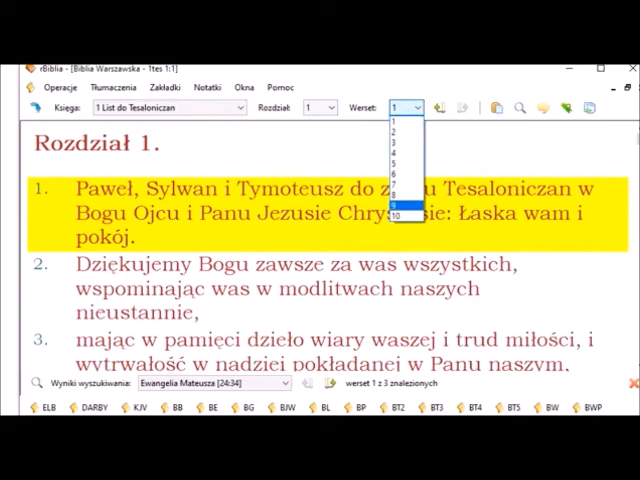 rBiblia - [Biblia Warszawska - 1tes 1:1]
Operacje Tłumaczenia Zakładki Notatki Okna Pomoc
Księga: 1 List do Tesaloniczan Rozdział: 1 Werset: 1
1
2
3
4
5
6
7
8
9
10
Rozdział 1.
1. Paweł, Sylwan i Tymoteusz do Tesaloniczan w
Bogu Ojcu i Panu Jezusie Łaska wam i
pokój.
2. Dziękujemy Bogu zawsze za was wszystkich,
wspominając was w modlitwach naszych
nieustannie,
3. mając w pamięci dzieło wiary waszej i trud miłości, i
wytrwałość w nadziei pokładanej w Panu naszym,
Wyniki wyszukiwania: Ewangelia Mateusza [24:34] werset 1 z 3 znalezionych
ELB DARBY KJV BB BE BG BJW BL BP BT2 BT3 BT4 BT5 BW BWP